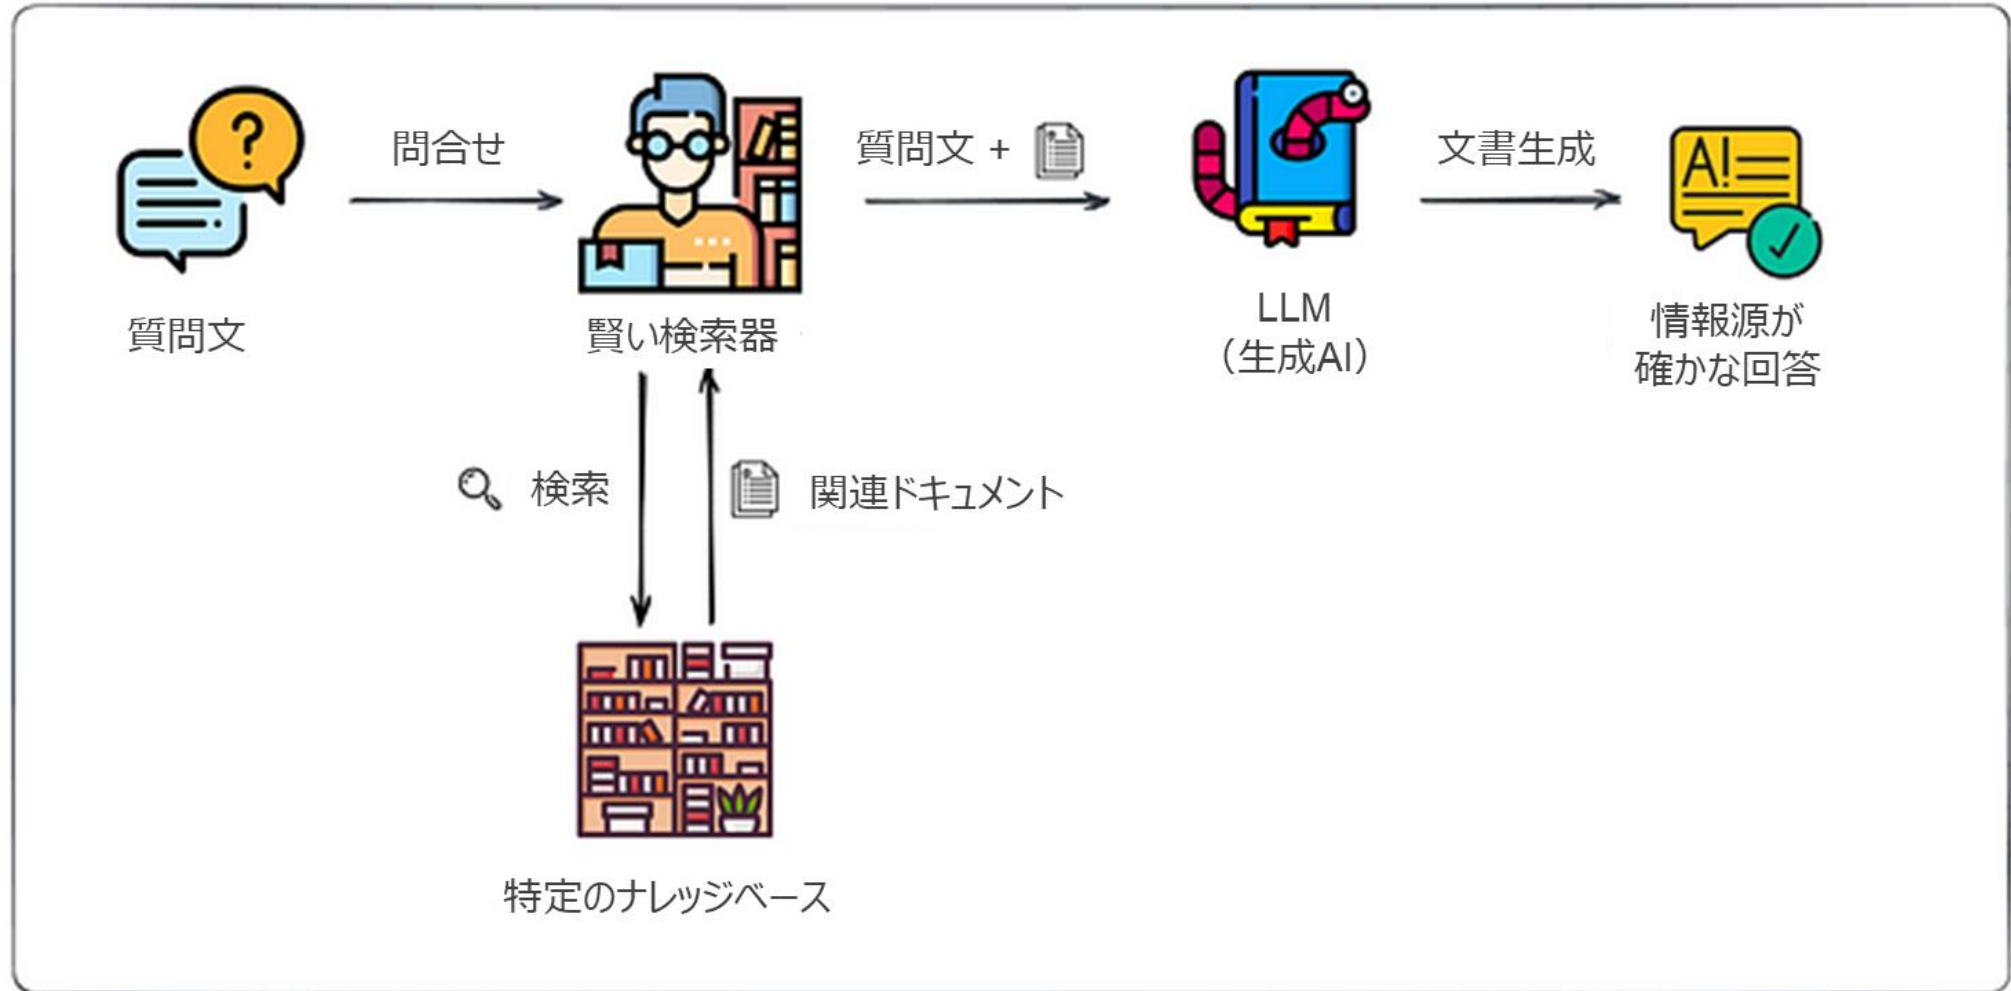 問合せ
質問文 +
文書生成
?
A!
質問文
賢い検索器
LLM
（生成AI）
情報源が
確かな回答
検索
関連ドキュメント
特定のナレッジベース